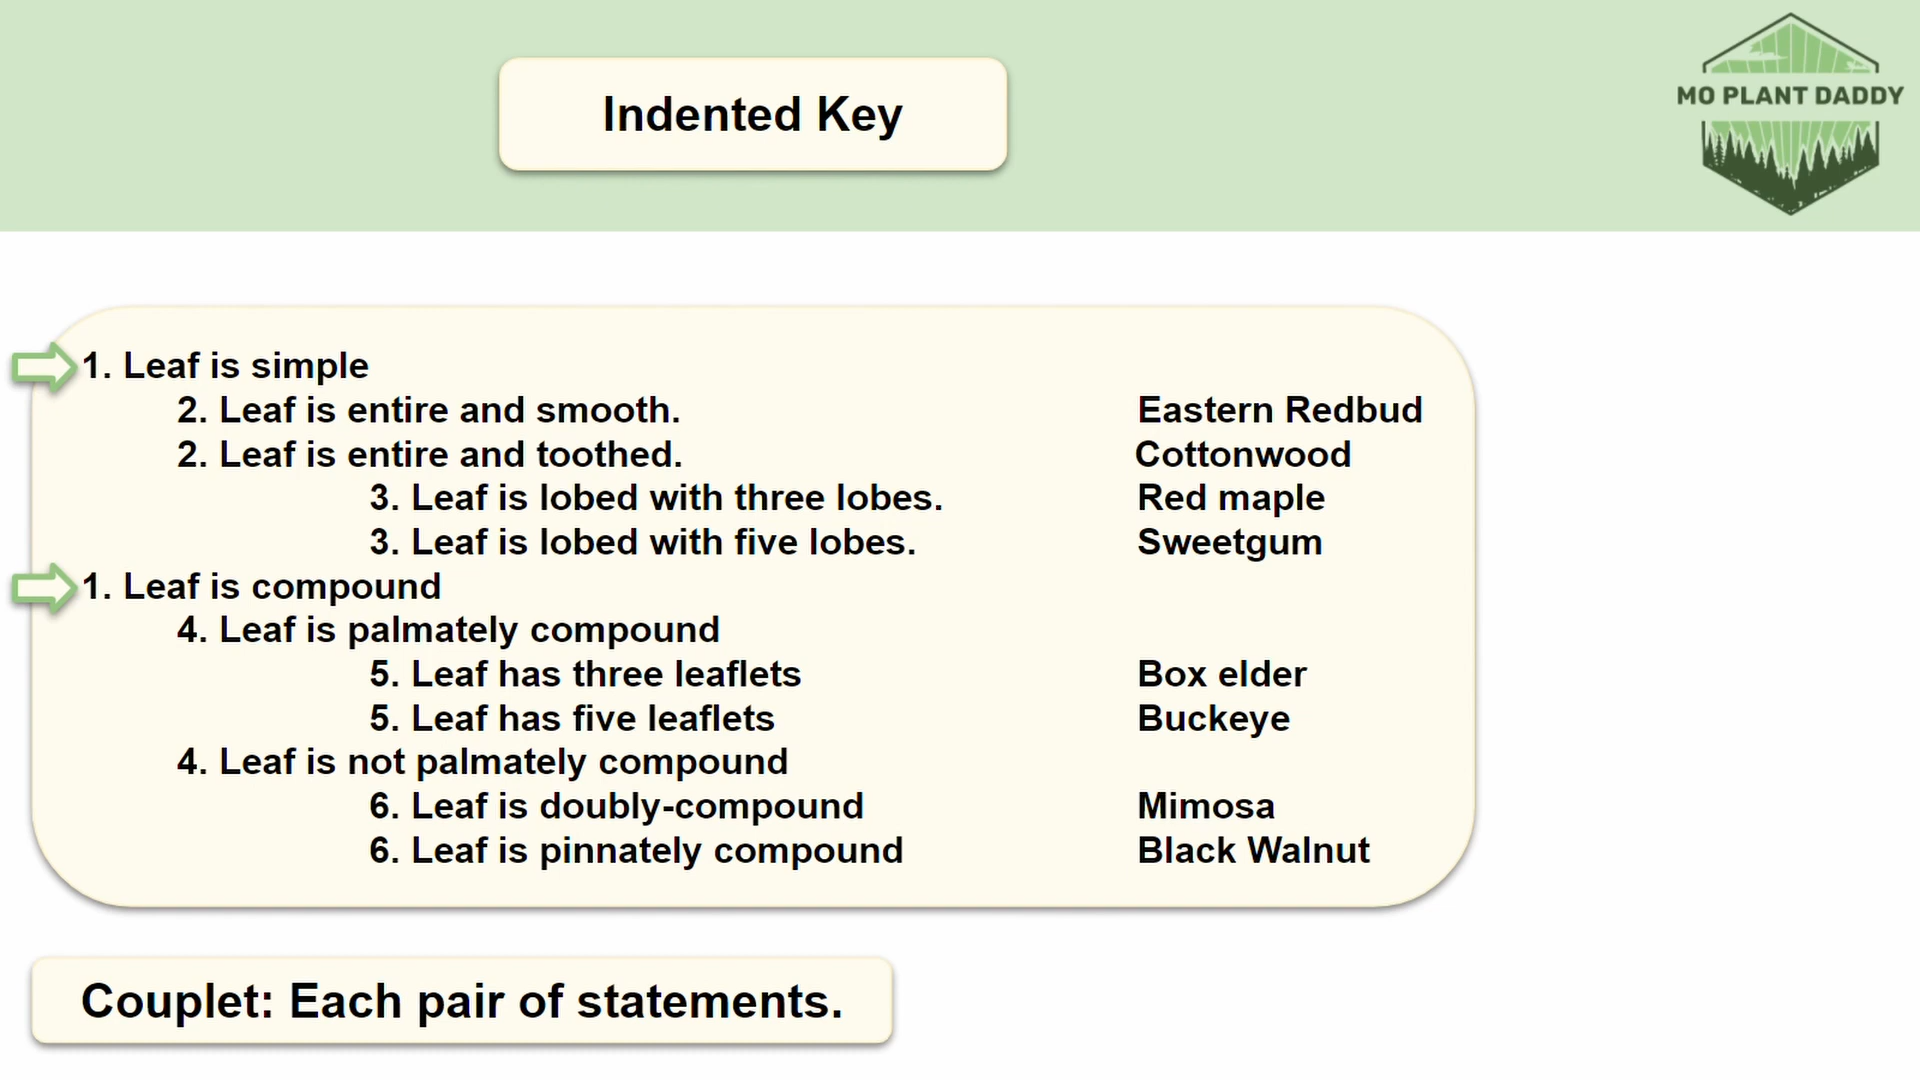 Indented Key
MO PLANT DADDY
1. Leaf is simple
2. Leaf is entire and smooth. Eastern Redbud
2. Leaf is entire and toothed. Cottonwood
3. Leaf is lobed with three lobes. Red maple
3. Leaf is lobed with five lobes. Sweetgum
1. Leaf is compound
4. Leaf is palmately compound
5. Leaf has three leaflets Box elder
5. Leaf has five leaflets Buckeye
4. Leaf is not palmately compound
6. Leaf is doubly-compound Mimosa
6. Leaf is pinnately compound Black Walnut
Couplet: Each pair of statements.